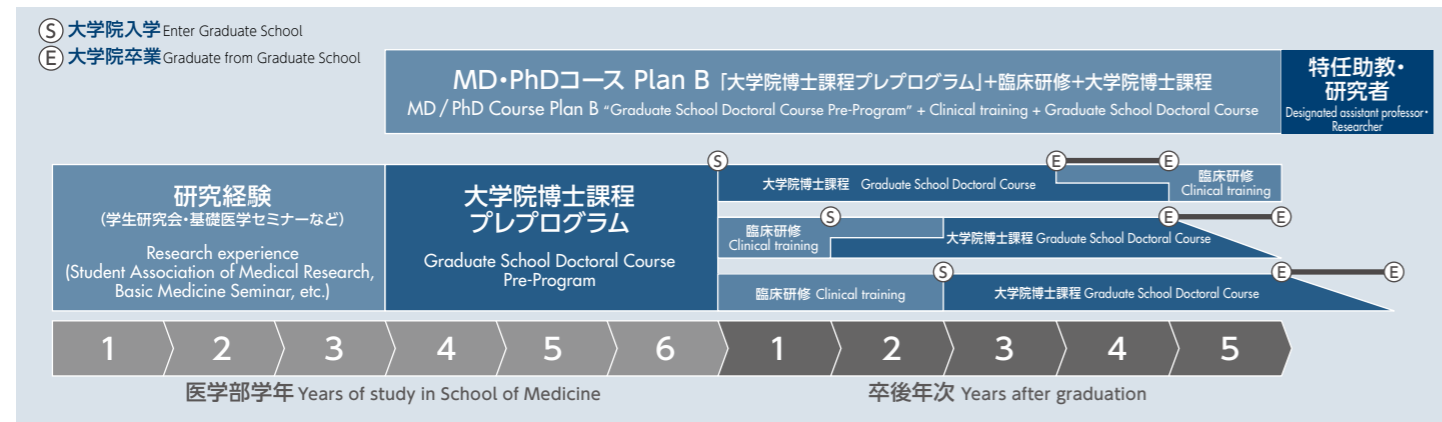 Ⓢ 大学院入学 Enter Graduate School
Ⓔ 大学院卒業 Graduate from Graduate School
MD・PhDコース Plan B 「大学院博士課程プレプログラム」+臨床研修+大学院博士課程
MD / PhD Course Plan B “Graduate School Doctoral Course Pre-Program” + Clinical training + Graduate School Doctoral Course
特任助教・
研究者
Designated assistant professor・
Researcher
研究経験
(学生研究会・基礎医学セミナーなど)
Research experience
(Student Association of Medical Research,
Basic Medicine Seminar, etc.)
大学院博士課程
プレプログラム
Graduate School Doctoral Course
Pre-Program
Ⓢ Ⓔ Ⓔ
大学院博士課程 Graduate School Doctoral Course
臨床研修
Clinical training
Ⓢ Ⓔ Ⓔ
臨床研修
Clinical training
大学院博士課程 Graduate School Doctoral Course
Ⓢ Ⓔ Ⓔ
臨床研修 Clinical training
大学院博士課程 Graduate School Doctoral Course
1 2 3 4 5 6 1 2 3 4 5
医学部学年 Years of study in School of Medicine
卒後年次 Years after graduation